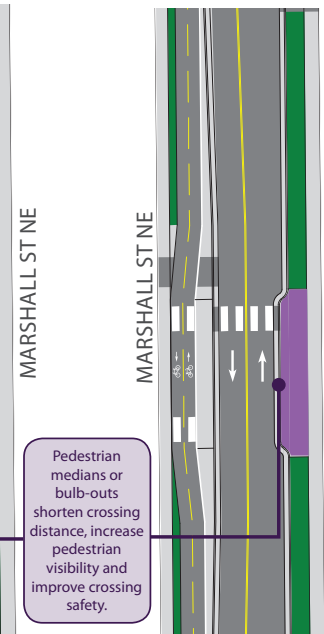 MARSHALL ST NE
MARSHALL ST NE
Pedestrian
medians or
bulb-outs
shorten crossing
distance, increase
pedestrian
visibility and
improve crossing
safety.